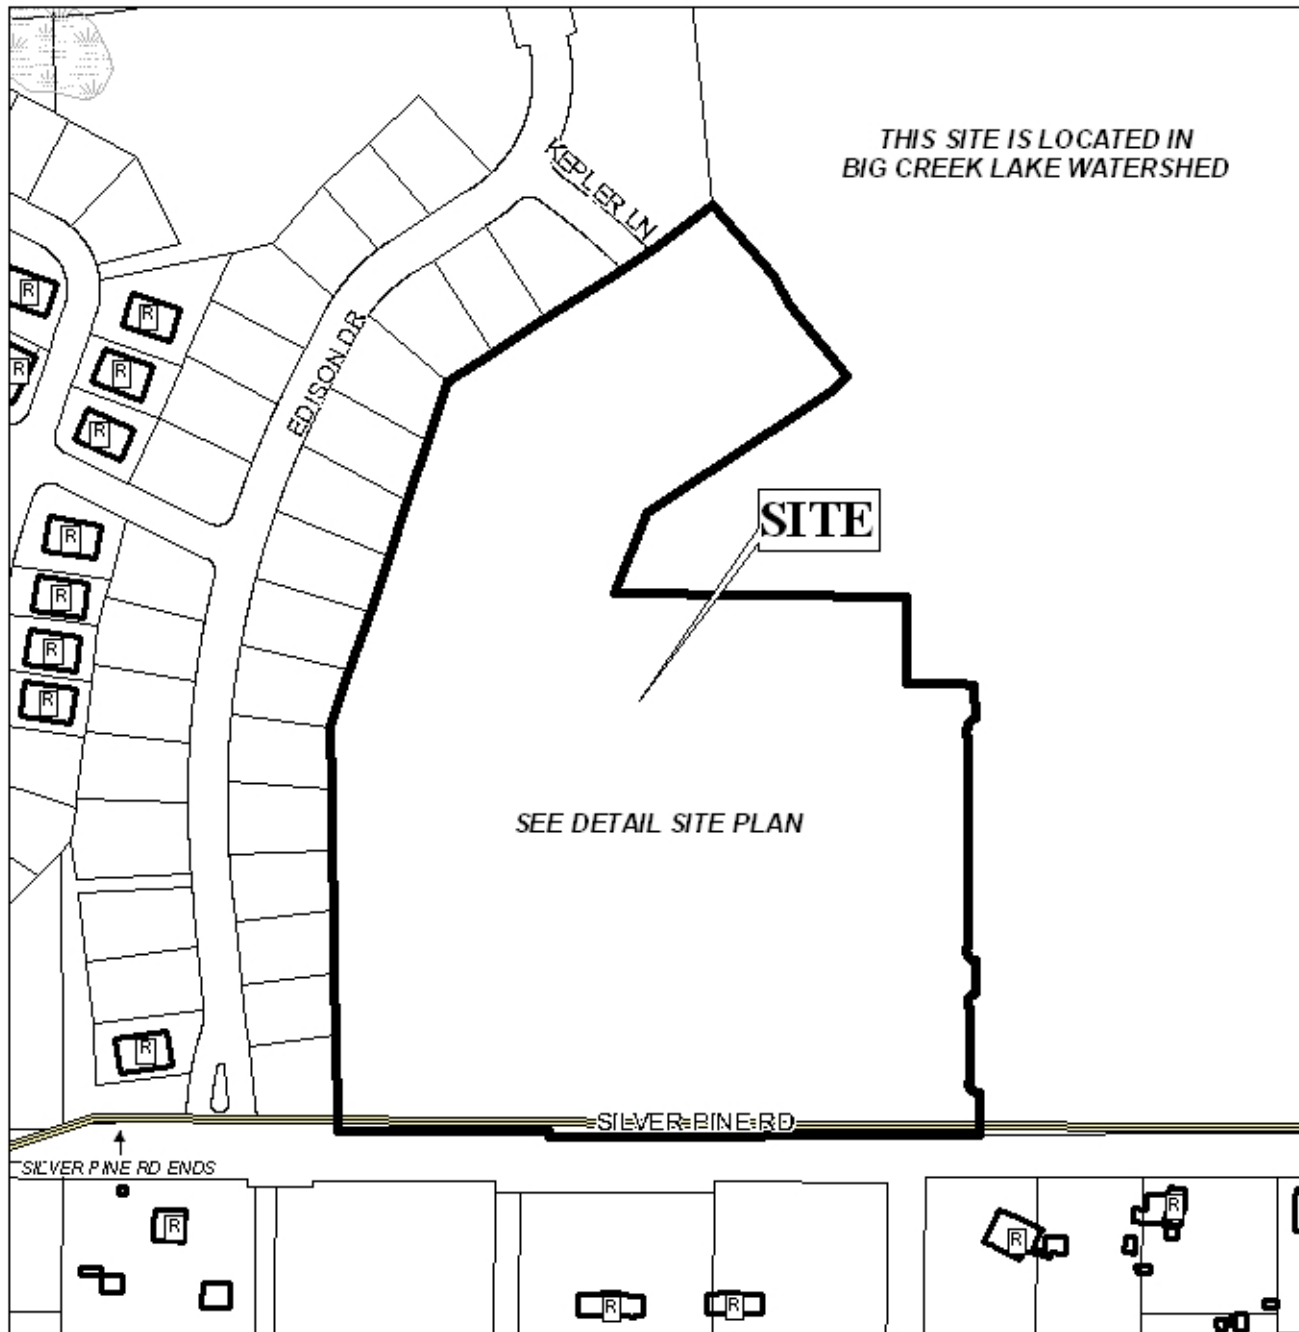 THIS SITE IS LOCATED IN
BIG CREEK LAKE WATERSHED
KEPLER LN
R
R
EDISON DR
R
R
R
SITE
R
R
R
R
SEE DETAIL SITE PLAN
R
SILVER PINE RD
SILVER PINE RD ENDS
R
R
R
R
R